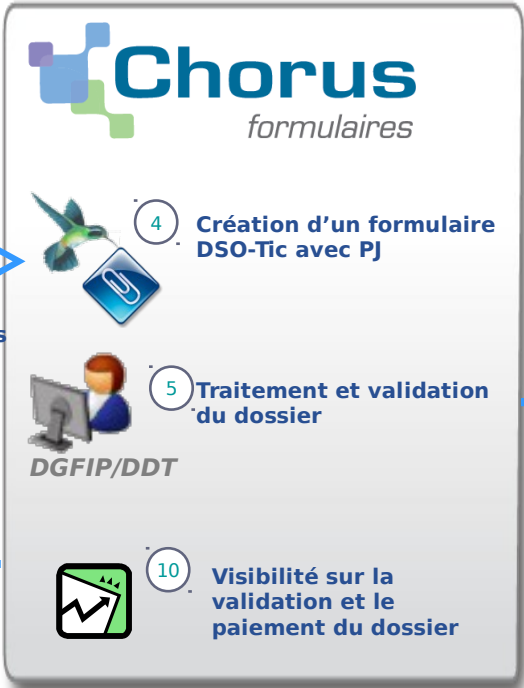 Chorus
formulaires
4
Création d’un formulaire
DSO-Tic avec PJ
s
5
Traitement et validation
du dossier
DGFIP/DDT
10
Visibilité sur la
validation et le
paiement du dossier